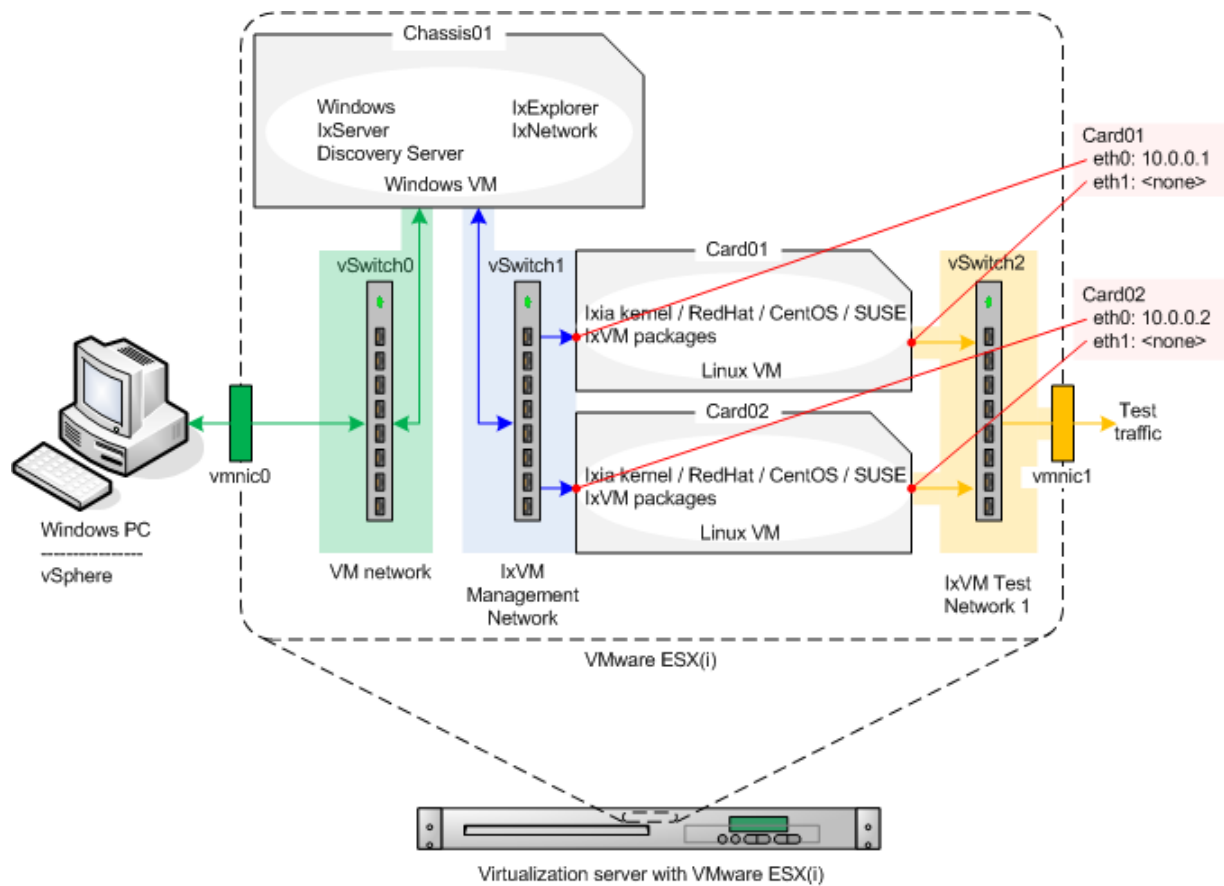 Chassis01
Windows
IxServer
Discovery Server
IxExplorer
IxNetwork
Windows VM
Card01
eth0: 10.0.0.1
eth1: <none>
vSwitch0
vSwitch1
Card01
vSwitch2
Ixia kernel / RedHat / CentOS / SUSE
IxVM packages
Linux VM
Card02
eth0: 10.0.0.2
eth1: <none>
Card02
Ixia kernel / RedHat / CentOS / SUSE
IxVM packages
Linux VM
vmnic0
vmnic1
Test
traffic
Windows PC
----------------
vSphere
VM network
IxVM
Management
Network
IxVM Test
Network 1
VMware ESX(i)
Virtualization server with VMware ESX(i)